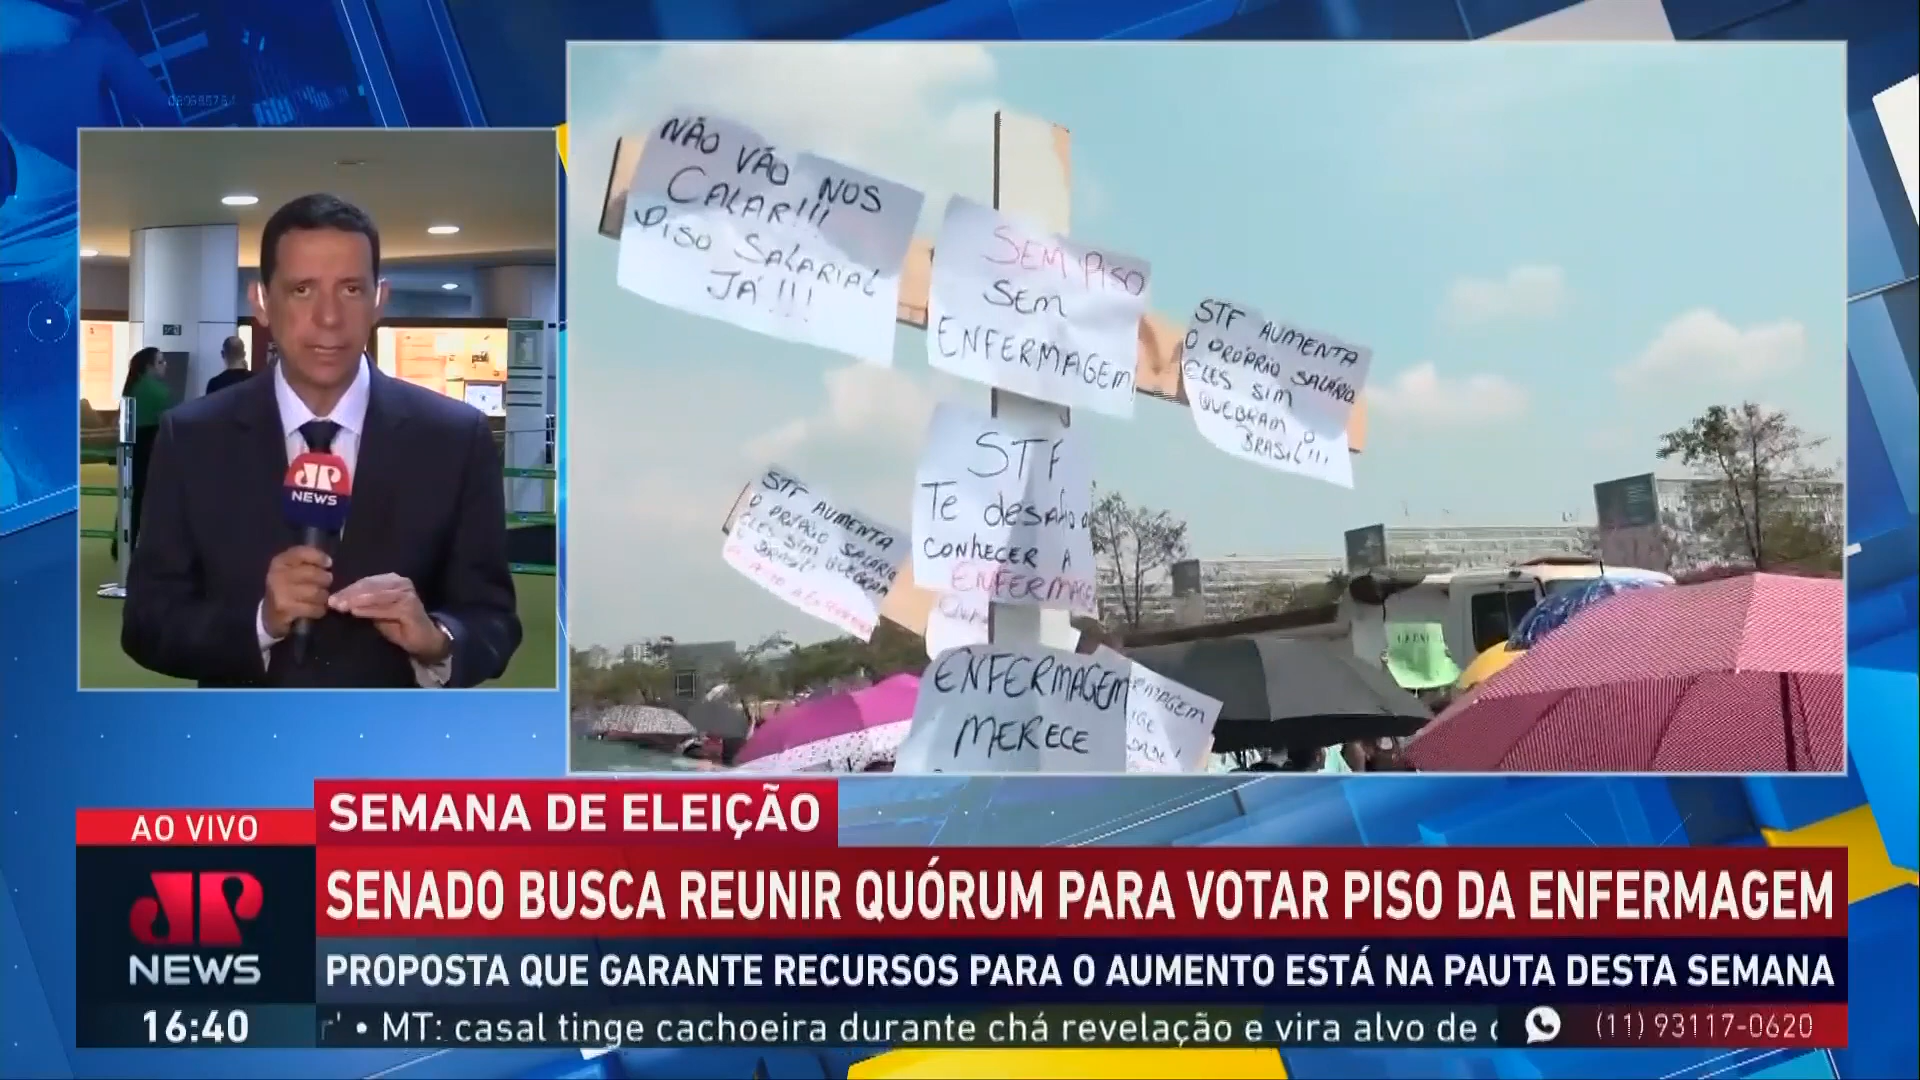 NÃO VÃO NOS
CALAR!!!
PISO SALARIAL
JÁ!!!
SEM PISO
SEM
ENFERMAGEM
STF AUMENTA
O PRÓPRIO SALÁRIO.
ELES SIM
QUEBRAM O
BRASIL!!!
STF
Te desafio a
CONHECER A
ENFERMAG
STF AUMENTA
O PRÓPRIO SALÁRIO
ELES SIM QUEBRAM
O BRASIL!
ENFERMAGEM
MERECE
RMAGEM
JP
NEWS
SEMANA DE ELEIÇÃO
AO VIVO
SENADO BUSCA REUNIR QUÓRUM PARA VOTAR PISO DA ENFERMAGEM
JP
NEWS
PROPOSTA QUE GARANTE RECURSOS PARA O AUMENTO ESTÁ NA PAUTA DESTA SEMANA
16:40
r' • MT: casal tinge cachoeira durante chá revelação e vira alvo de
(11) 93117-0620